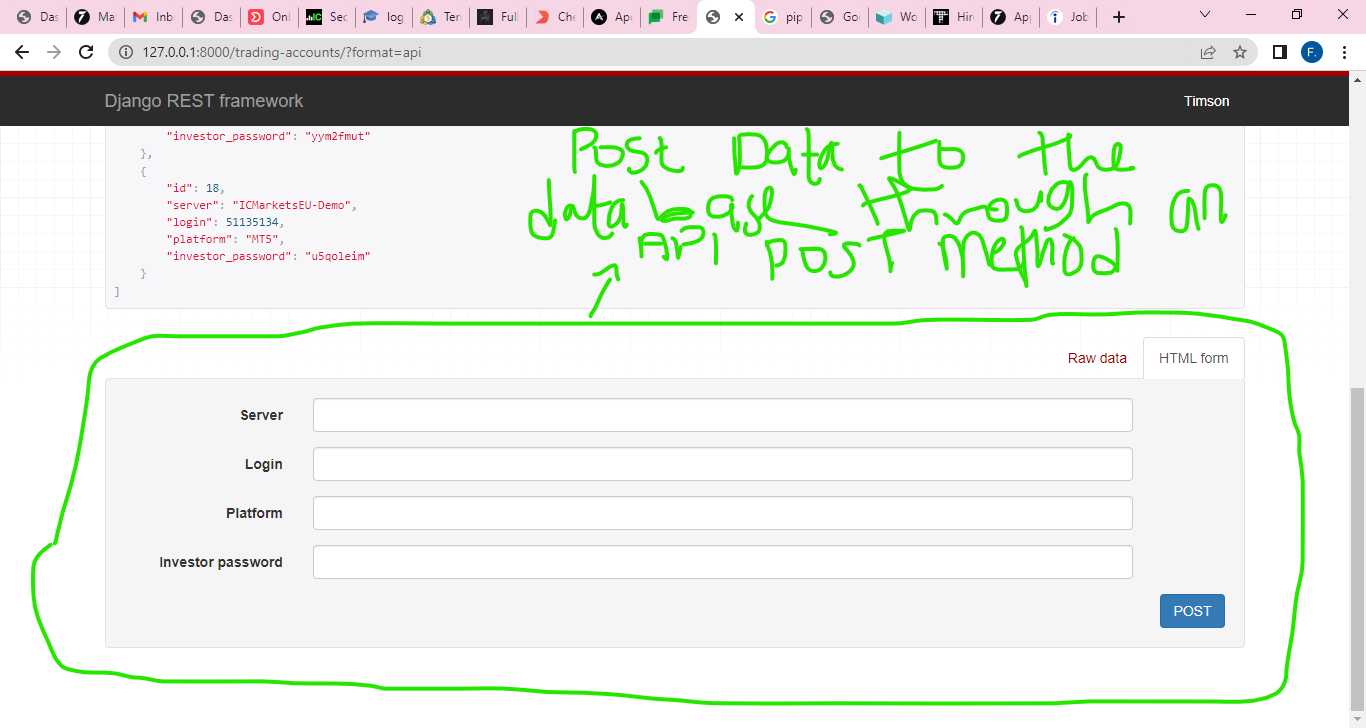 Das
Ma
Inb
Das
Onl
Sec
log
Ter
Full
Che
Ape
Fre
pip
Goo
Wo
Hire
App
Job
127.0.0.1:8000/trading-accounts/?format=api
F.
Django REST framework
Timson
"investor_password": "yym2fmut"
},
{
"id": 18,
"server": "ICMarketsEU-Demo",
"login": 51135134,
"platform": "MT5",
"investor_password": "u5qoleim"
}
]
Post Data to the
database through an
API POST Method
Raw data
HTML form
Server
Login
Platform
Investor password
POST